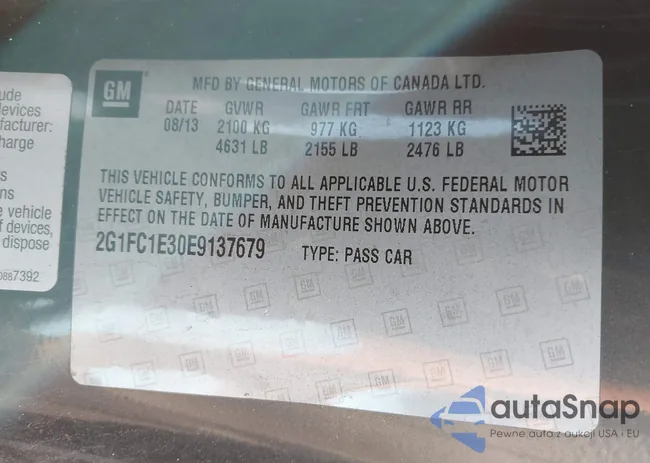 ude
devices
facturer:
harge
s
ns
e vehicle
f devices,
dispose
0887392
GM
MFD BY GENERAL MOTORS OF CANADA LTD.
DATE GVWR GAWR FRT GAWR RR
08/13 2100 KG 977 KG 1123 KG
4631 LB 2155 LB 2476 LB
THIS VEHICLE CONFORMS TO ALL APPLICABLE U.S. FEDERAL MOTOR
VEHICLE SAFETY, BUMPER, AND THEFT PREVENTION STANDARDS IN
EFFECT ON THE DATE OF MANUFACTURE SHOWN ABOVE.
2G1FC1E30E9137679 TYPE: PASS CAR
autaSnap
Pewne auta z aukcji USA i EU